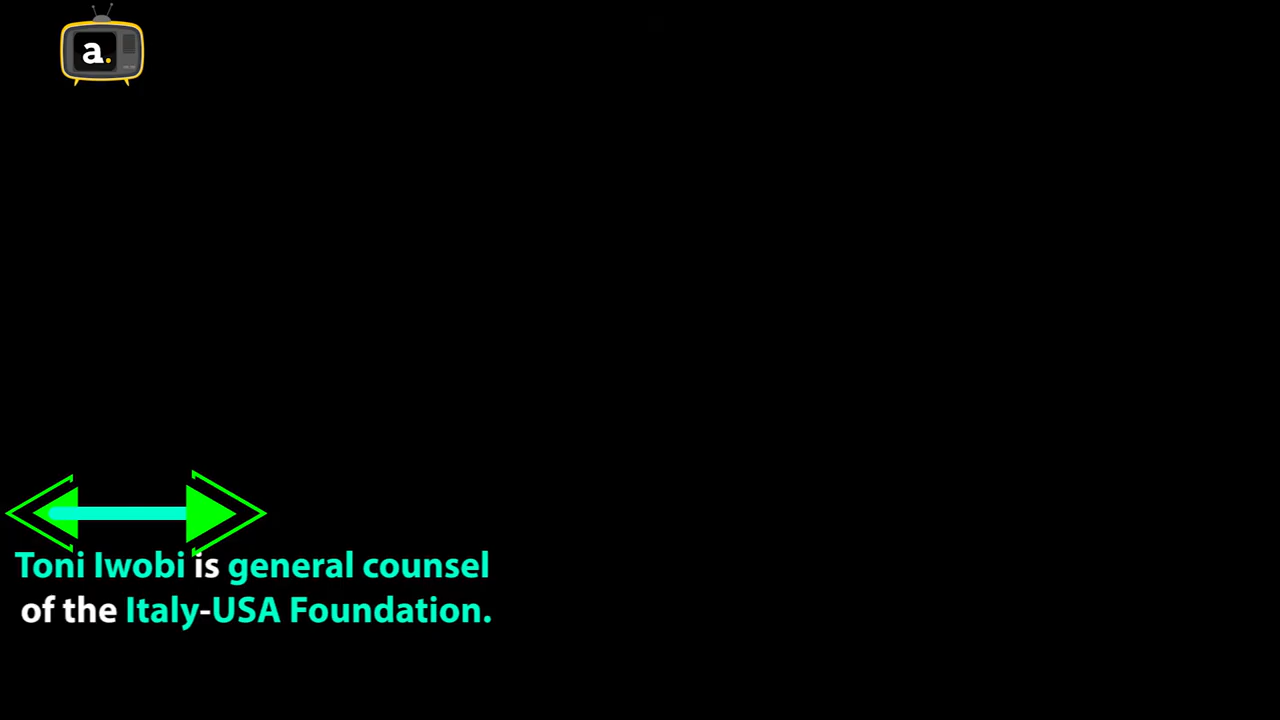 a.
Toni Iwobi is general counsel
of the Italy-USA Foundation.